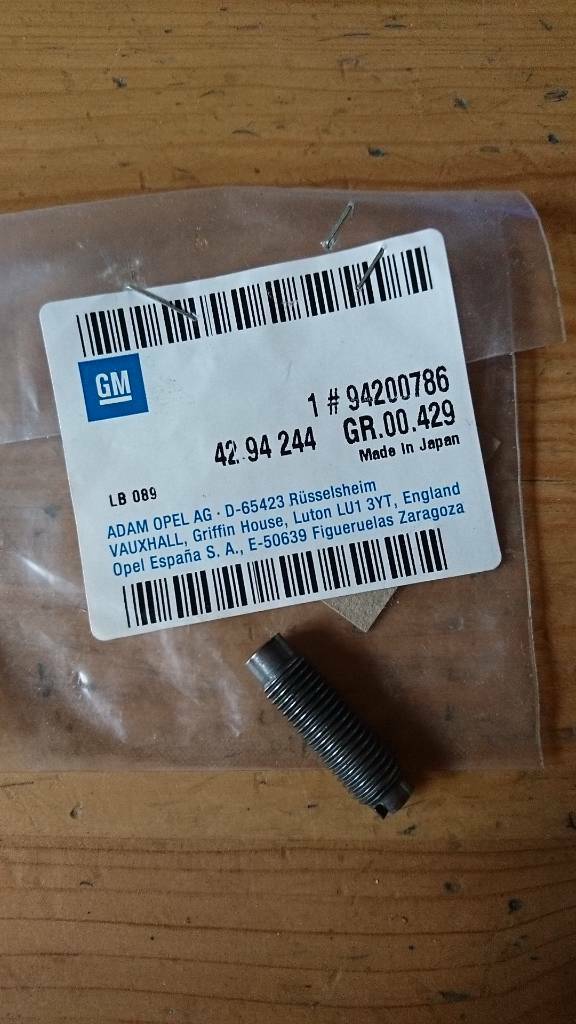 GM
1 # 94200786
42 94 244 GR.00.429
Made in Japan
LB 089
ADAM OPEL AG · D-65423 Rüsselsheim
VAUXHALL, Griffin House, Luton LU1 3YT, England
Opel España S. A., E-50639 Figueruelas Zaragoza